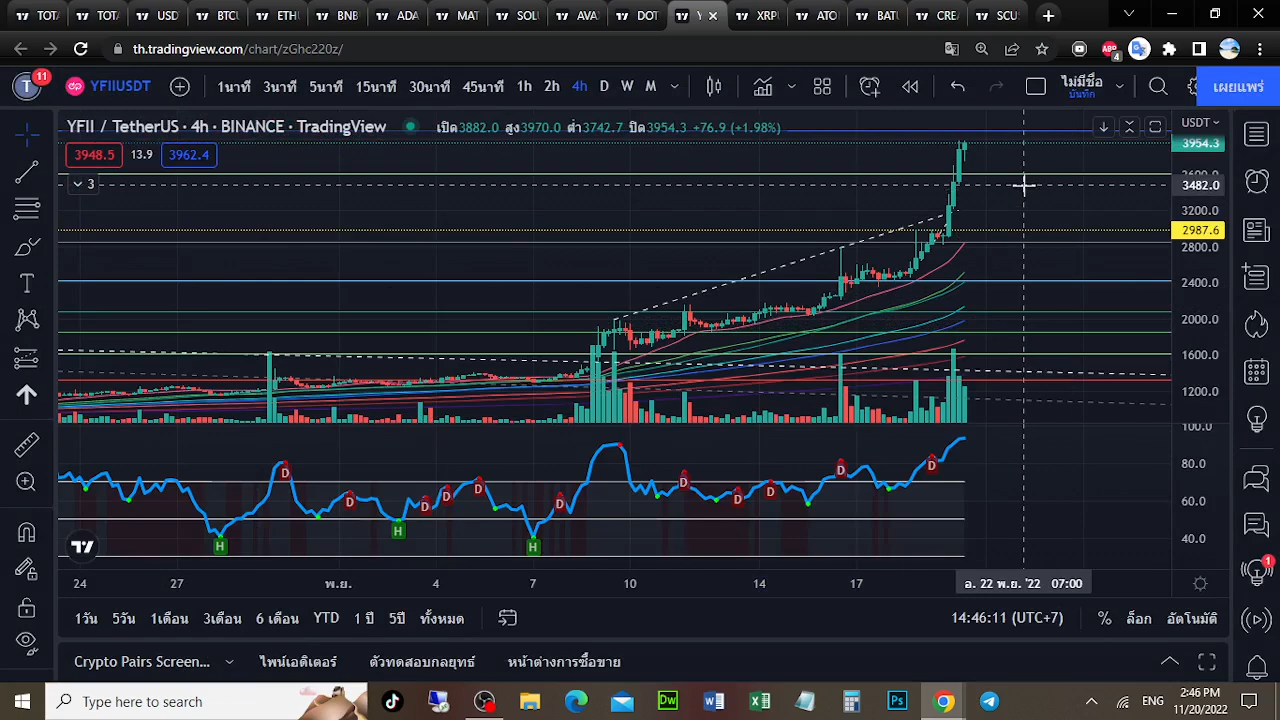 TOTA
TOT
USD
BTCU
ETH
BNB
ADA
MAT
SOL
AVA
DOT
Y
XRP
ATO
BAT
CRE
SCUS
th.tradingview.com/chart/zGhc220z/
ABP
4
T
11
YFIIUSDT
1นาที
3นาที
5นาที
15นาที
30นาที
45นาที
1h
2h
4h
D
W
M
ไม่มีชื่อ
บันทึก
เผยแพร่
YFII / TetherUS · 4h · BINANCE · TradingView
เปิด3882.0 สูง3970.0 ต่ำ3742.7 ปิด3954.3 +76.9 (+1.98%)
USDT
3954.3
3948.5
13.9
3962.4
3
3600.0
3482.0
3200.0
2987.6
2800.0
2400.0
2000.0
1600.0
1200.0
100.0
80.0
60.0
40.0
D
D
D
D
D
D
D
D
D
D
D
H
H
H
24
27
พ.ย.
4
7
10
14
17
อ. 22 พ.ย. '22 07:00
1วัน
5วัน
1เดือน
3เดือน
6 เดือน
YTD
1 ปี
5ปี
ทั้งหมด
14:46:11 (UTC+7)
%
ล็อก
อัตโนมัติ
1
Crypto Pairs Screen...
ไพน์เอดิเตอร์
ตัวทดสอบกลยุทธ์
หน้าต่างการซื้อขาย
Type here to search
Dw
Ps
ENG
2:46 PM
11/20/2022